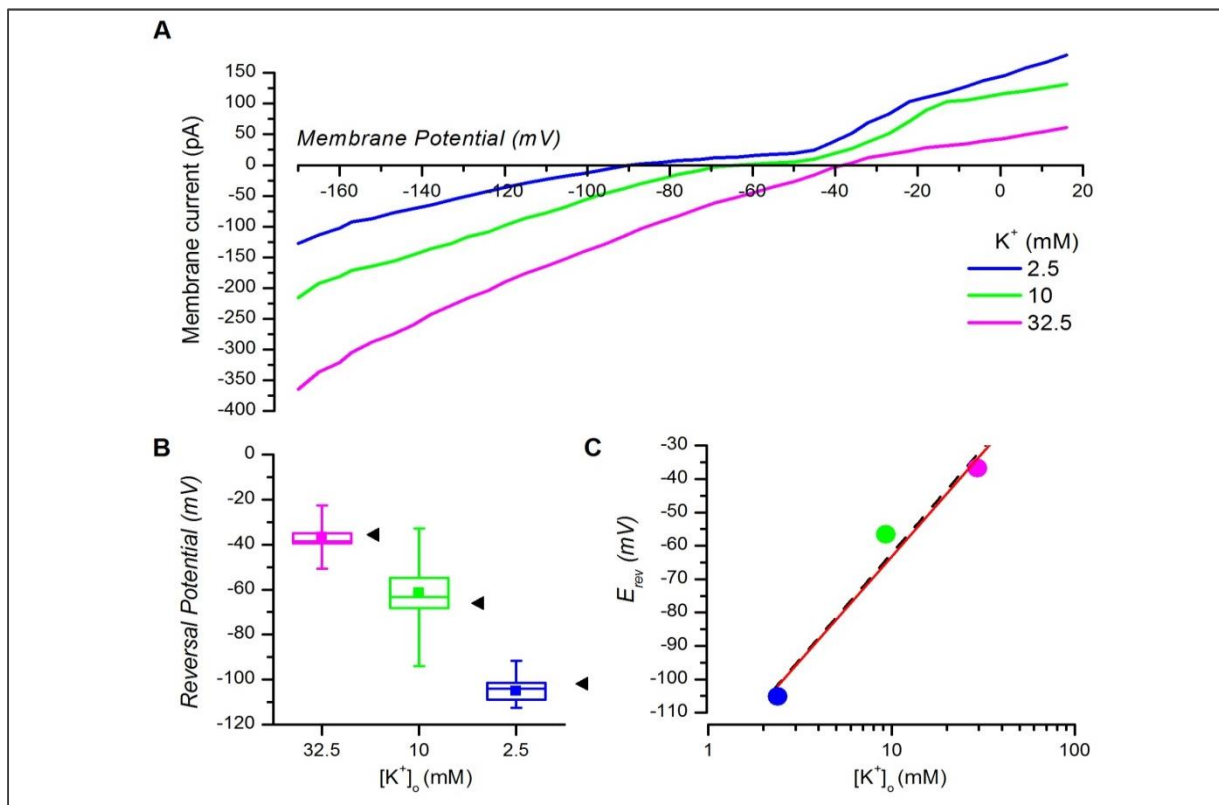 A
150
100
50
0
-50
-100
-150
-200
-250
-300
-350
-400
Membrane current (pA)
Membrane Potential (mV)
-160 -140 -120 -100 -80 -60 -40 -20 0 20
K+ (mM)
2.5
10
32.5
B
0
-20
-40
-60
-80
-100
-120
Reversal Potential (mV)
32.5 10 2.5
[K+]o (mM)
C
-30
-40
-50
-60
-70
-80
-90
-100
-110
Erev (mV)
1 10 100
[K+]o (mM)